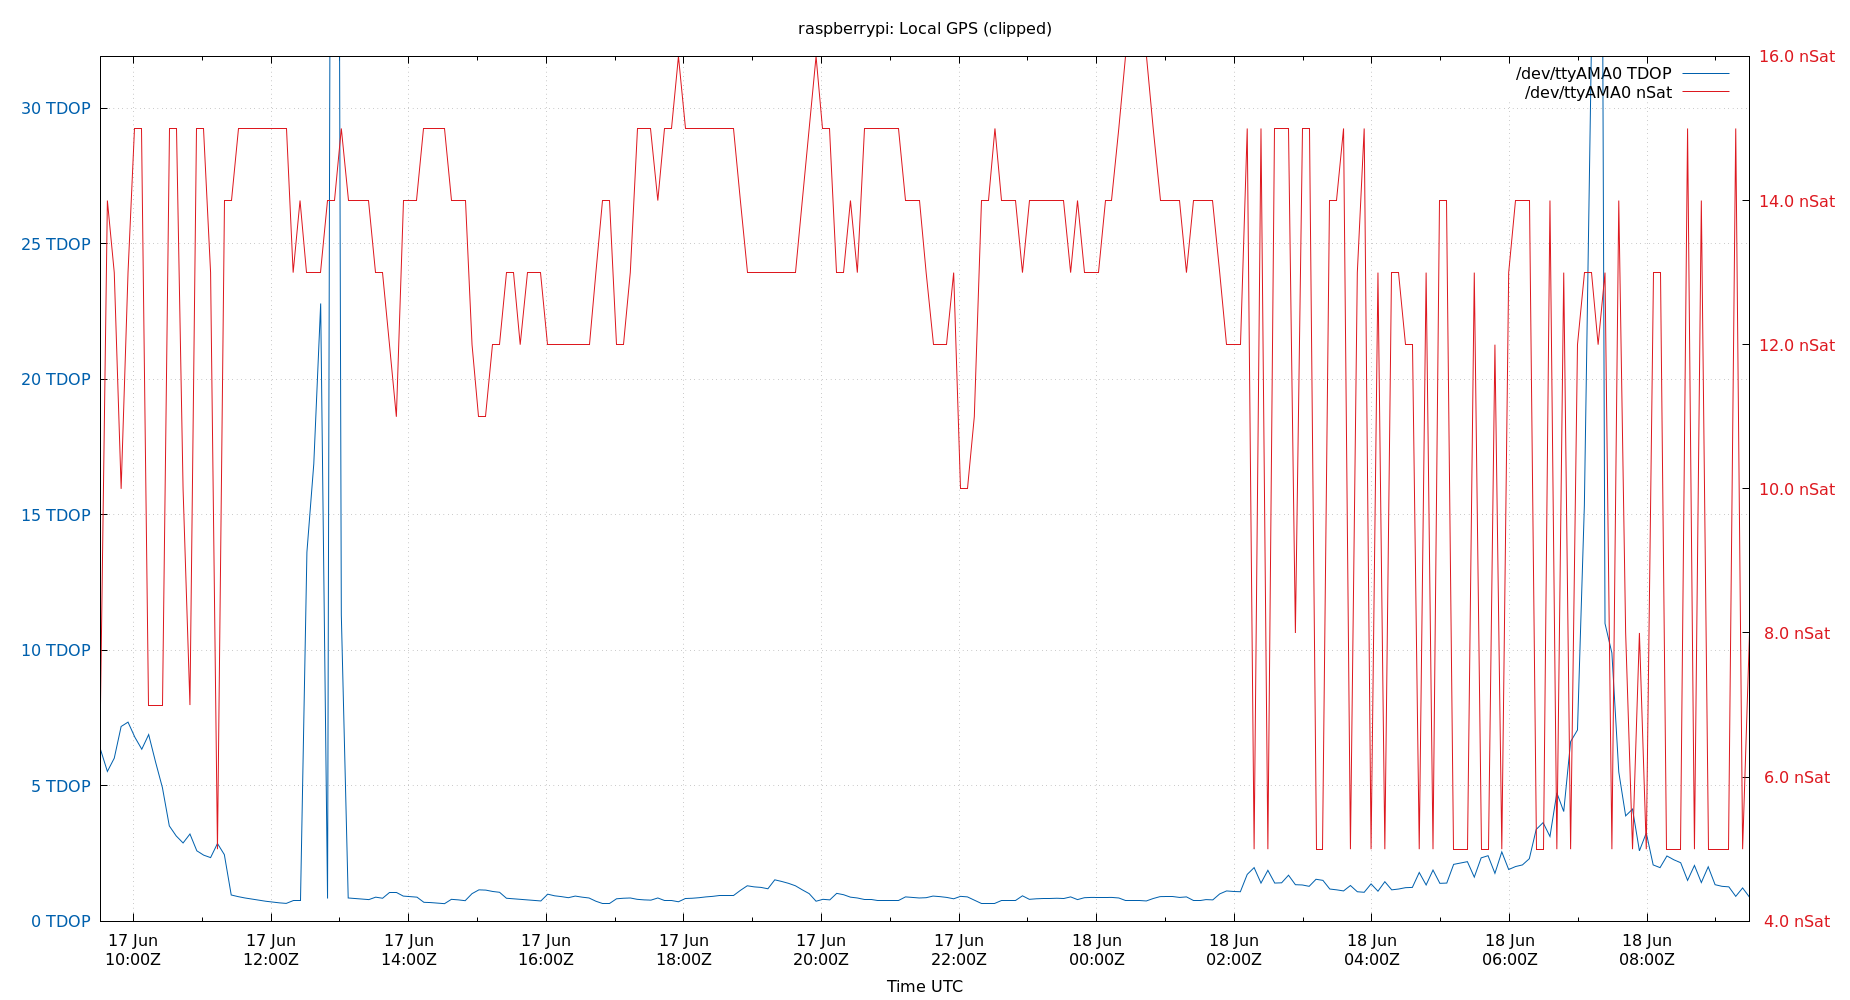 raspberrypi: Local GPS (clipped)
/dev/ttyAMA0 TDOP
/dev/ttyAMA0 nSat
30 TDOP
25 TDOP
20 TDOP
15 TDOP
10 TDOP
5 TDOP
0 TDOP
16.0 nSat
14.0 nSat
12.0 nSat
10.0 nSat
8.0 nSat
6.0 nSat
4.0 nSat
17 Jun
10:00Z
17 Jun
12:00Z
17 Jun
14:00Z
17 Jun
16:00Z
17 Jun
18:00Z
17 Jun
20:00Z
17 Jun
22:00Z
18 Jun
00:00Z
18 Jun
02:00Z
18 Jun
04:00Z
18 Jun
06:00Z
18 Jun
08:00Z
Time UTC